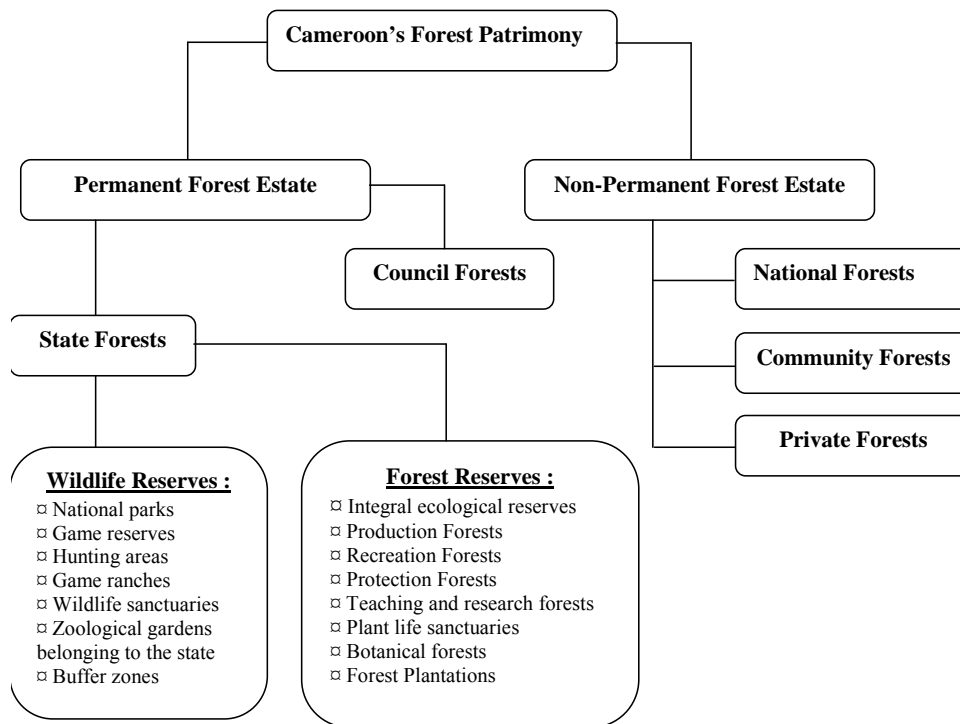 Cameroon's Forest Patrimony
Permanent Forest Estate
Non-Permanent Forest Estate
Council Forests
National Forests
State Forests
Community Forests
Private Forests
Wildlife Reserves :
¤ National parks
¤ Game reserves
¤ Hunting areas
¤ Game ranches
¤ Wildlife sanctuaries
¤ Zoological gardens
belonging to the state
¤ Buffer zones
Forest Reserves :
¤ Integral ecological reserves
¤ Production Forests
¤ Recreation Forests
¤ Protection Forests
¤ Teaching and research forests
¤ Plant life sanctuaries
¤ Botanical forests
¤ Forest Plantations